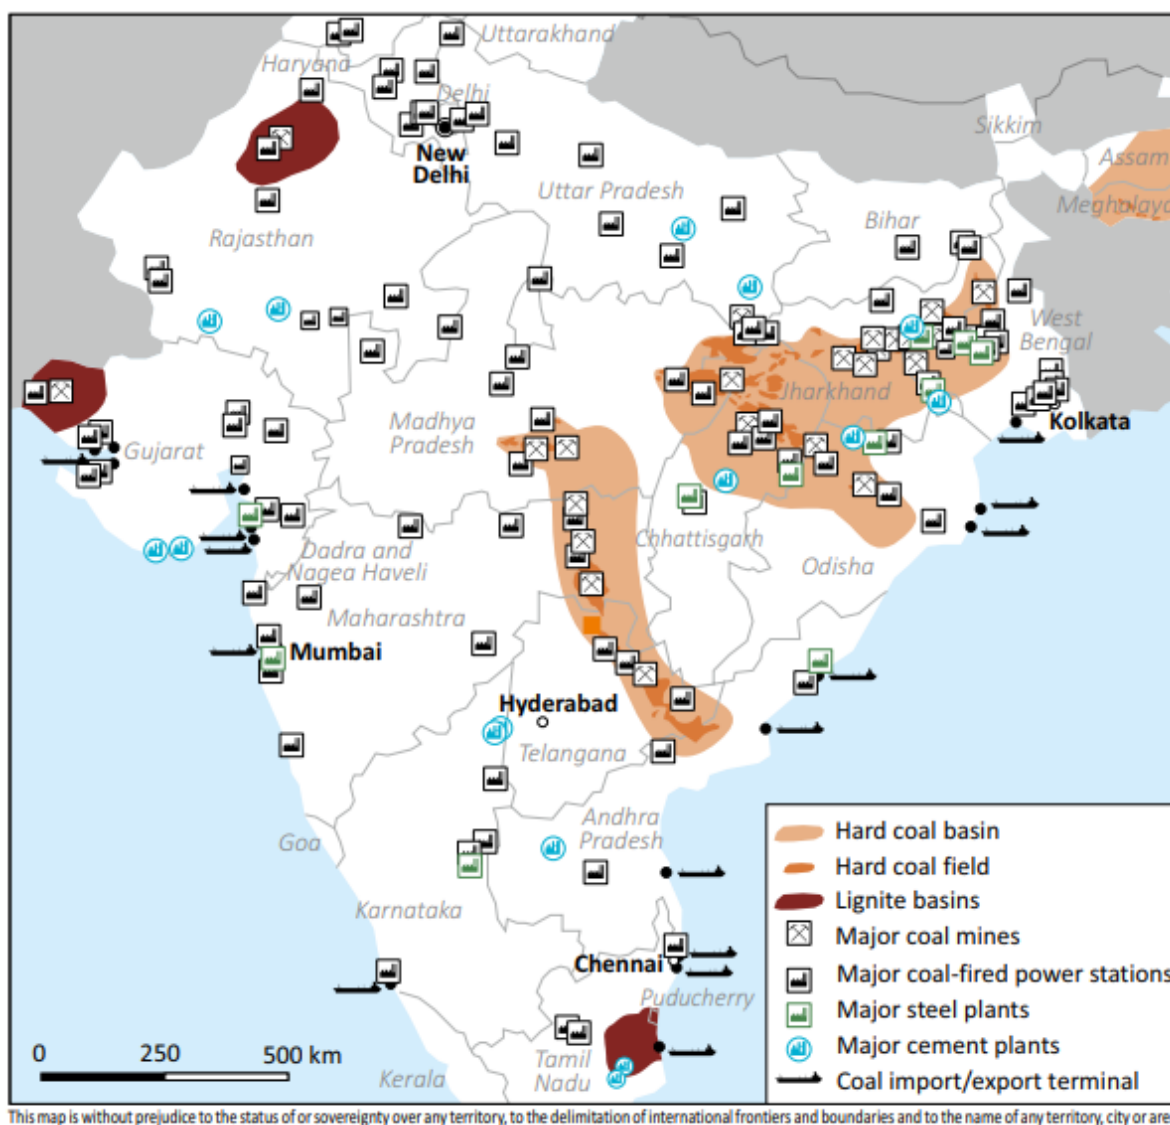 Uttarakhand
Haryana
Delhi
New
Delhi
Sikkim
Assam
Meghalaya
Uttar Pradesh
Bihar
Rajasthan
West
Bengal
Jharkhand
Kolkata
Madhya
Pradesh
Gujarat
Chhattisgarh
Odisha
Dadra and
Nagea Haveli
Maharashtra
Mumbai
Hyderabad
Telangana
Andhra
Pradesh
Goa
Karnataka
Chennai
Puducherry
Tamil
Nadu
Kerala
0 250 500 km
Hard coal basin
Hard coal field
Lignite basins
Major coal mines
Major coal-fired power stations
Major steel plants
Major cement plants
Coal import/export terminal
This map is without prejudice to the status of or sovereignty over any territory, to the delimitation of international frontiers and boundaries and to the name of any territory, city or are